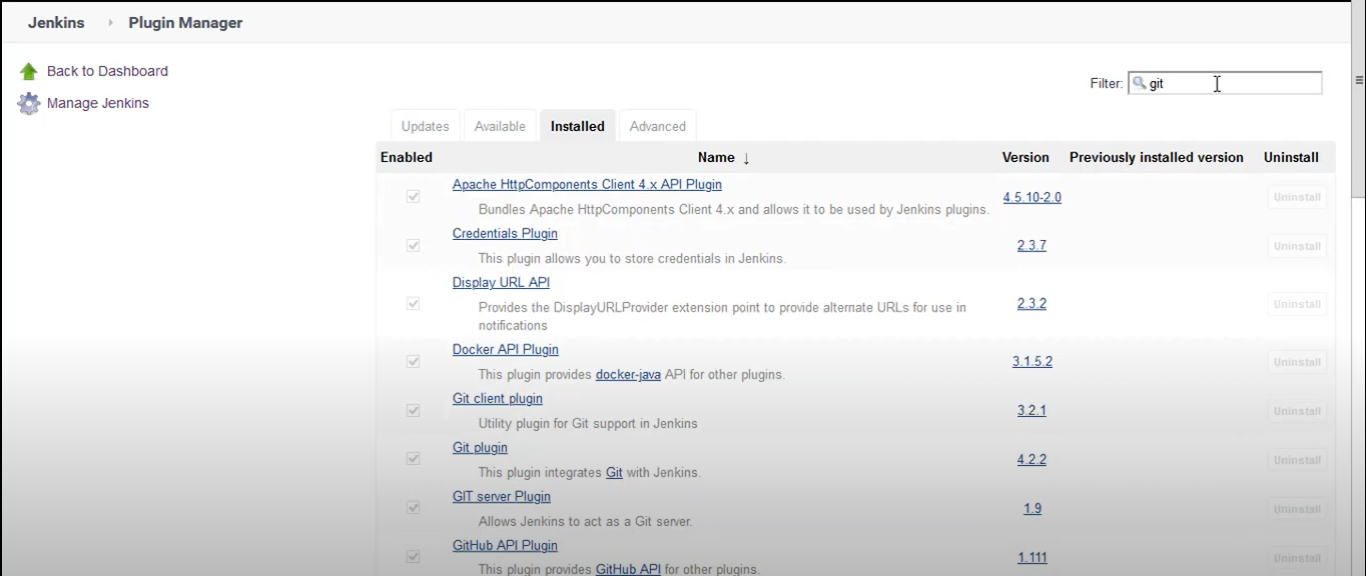 Jenkins Plugin Manager
Back to Dashboard
Manage Jenkins
Filter: git
Updates Available Installed Advanced
Enabled Name ↓ Version Previously installed version Uninstall
Apache HttpComponents Client 4.x API Plugin
Bundles Apache HttpComponents Client 4.x and allows it to be used by Jenkins plugins.
4.5.10-2.0 Uninstall
Credentials Plugin
This plugin allows you to store credentials in Jenkins.
2.3.7 Uninstall
Display URL API
Provides the DisplayURLProvider extension point to provide alternate URLs for use in
notifications
2.3.2 Uninstall
Docker API Plugin
This plugin provides docker-java API for other plugins.
3.1.5.2 Uninstall
Git client plugin
Utility plugin for Git support in Jenkins
3.2.1 Uninstall
Git plugin
This plugin integrates Git with Jenkins.
4.2.2 Uninstall
GIT server Plugin
Allows Jenkins to act as a Git server.
1.9 Uninstall
GitHub API Plugin
This plugin provides GitHub API for other plugins.
1.111 Uninstall